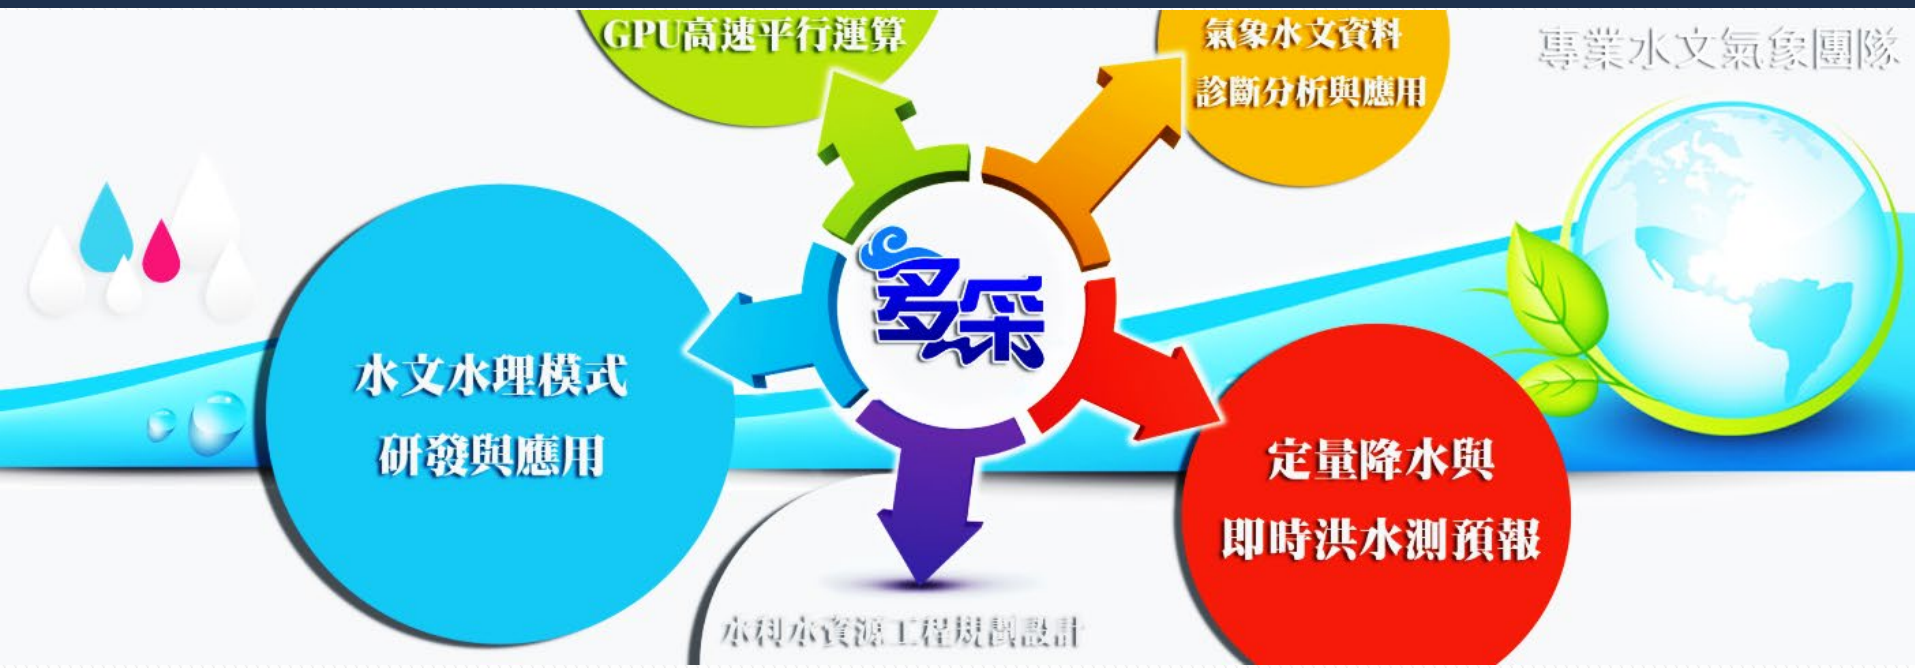 GPU高速平行運算
氣象水文資料
診斷分析與應用
專業水文氣象團隊
多采
水文水理模式
研發與應用
定量降水與
即時洪水測預報
水利水資源工程規劃設計